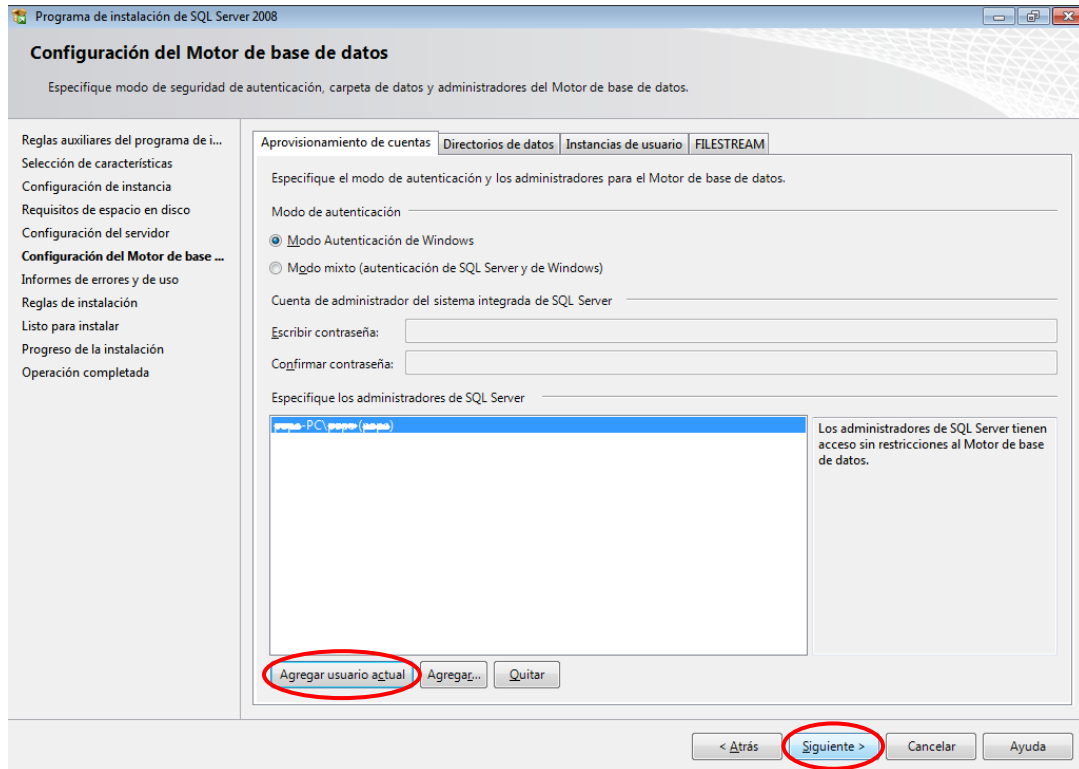 Programa de instalación de SQL Server 2008
Configuración del Motor de base de datos
Especifique modo de seguridad de autenticación, carpeta de datos y administradores del Motor de base de datos.
Reglas auxiliares del programa de i...
Selección de características
Configuración de instancia
Requisitos de espacio en disco
Configuración del servidor
Configuración del Motor de base ...
Informes de errores y de uso
Reglas de instalación
Listo para instalar
Progreso de la instalación
Operación completada
Aprovisionamiento de cuentas Directorios de datos Instancias de usuario FILESTREAM
Especifique el modo de autenticación y los administradores para el Motor de base de datos.
Modo de autenticación
Modo Autenticación de Windows
Modo mixto (autenticación de SQL Server y de Windows)
Cuenta de administrador del sistema integrada de SQL Server
Escribir contraseña:
Confirmar contraseña:
Especifique los administradores de SQL Server
-PC\
Los administradores de SQL Server tienen
acceso sin restricciones al Motor de base
de datos.
Agregar usuario actual Agregar... Quitar
< Atrás Siguiente > Cancelar Ayuda